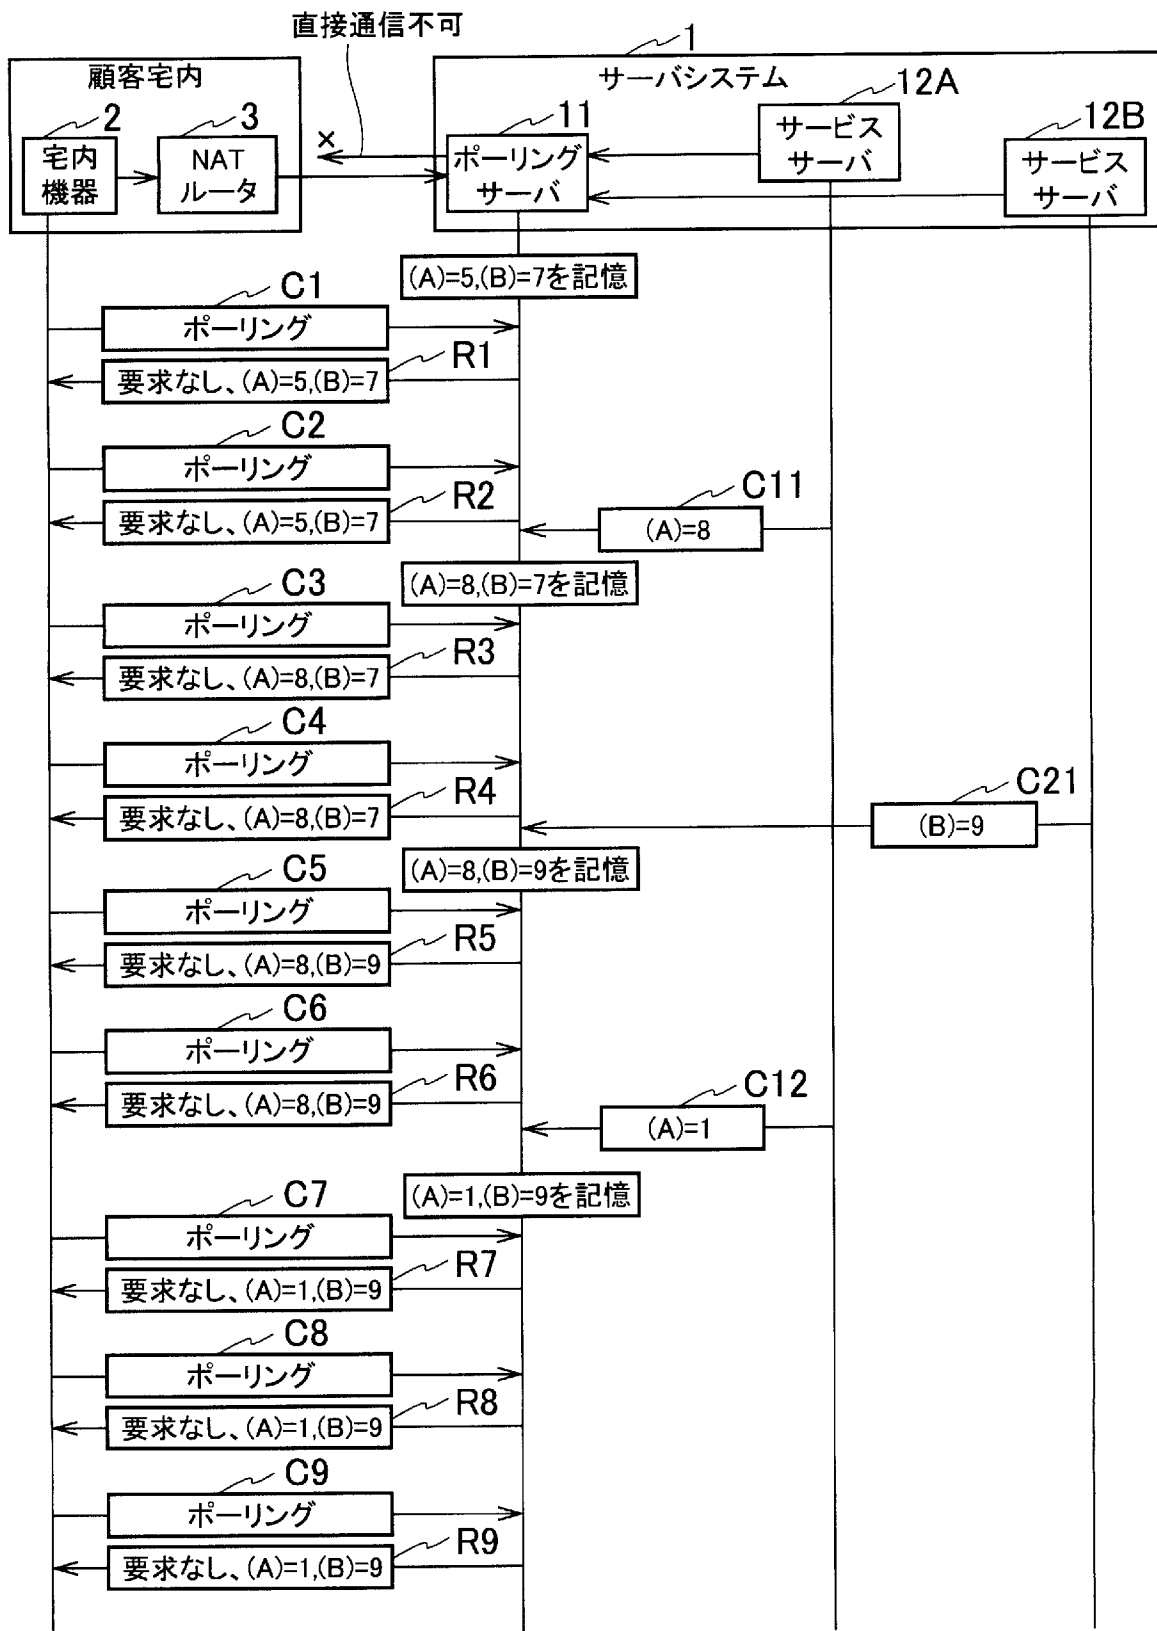 直接通信不可
1
顧客宅内
サーバシステム
2
3
11
12A
12B
×
宅内
機器
NAT
ルータ
ポーリング
サーバ
サービス
サーバ
サービス
サーバ
(A)=5,(B)=7を記憶
C1
ポーリング
R1
要求なし、(A)=5,(B)=7
C2
ポーリング
R2
要求なし、(A)=5,(B)=7
C11
(A)=8
(A)=8,(B)=7を記憶
C3
ポーリング
R3
要求なし、(A)=8,(B)=7
C4
ポーリング
R4
要求なし、(A)=8,(B)=7
C21
(B)=9
(A)=8,(B)=9を記憶
C5
ポーリング
R5
要求なし、(A)=8,(B)=9
C6
ポーリング
R6
要求なし、(A)=8,(B)=9
C12
(A)=1
(A)=1,(B)=9を記憶
C7
ポーリング
R7
要求なし、(A)=1,(B)=9
C8
ポーリング
R8
要求なし、(A)=1,(B)=9
C9
ポーリング
R9
要求なし、(A)=1,(B)=9